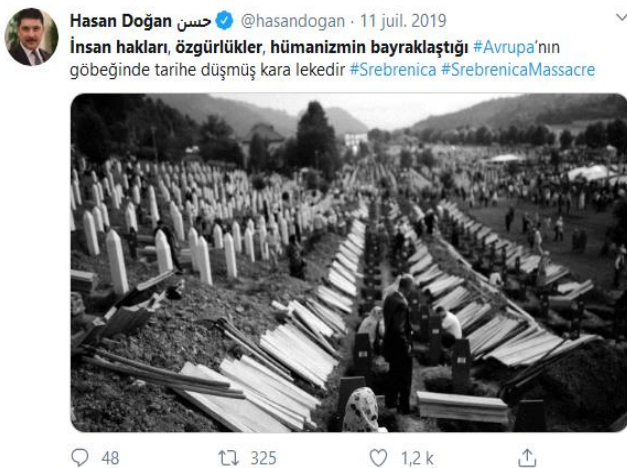 Hasan Doğan حسن @hasandogan · 11 juil. 2019
İnsan hakları, özgürlükler, hümanizmin bayraklaştığı #Avrupa'nın
göbeğinde tarihe düşmüş kara lekedir #Srebrenica #SrebrenicaMassacre
48 325 1,2 k